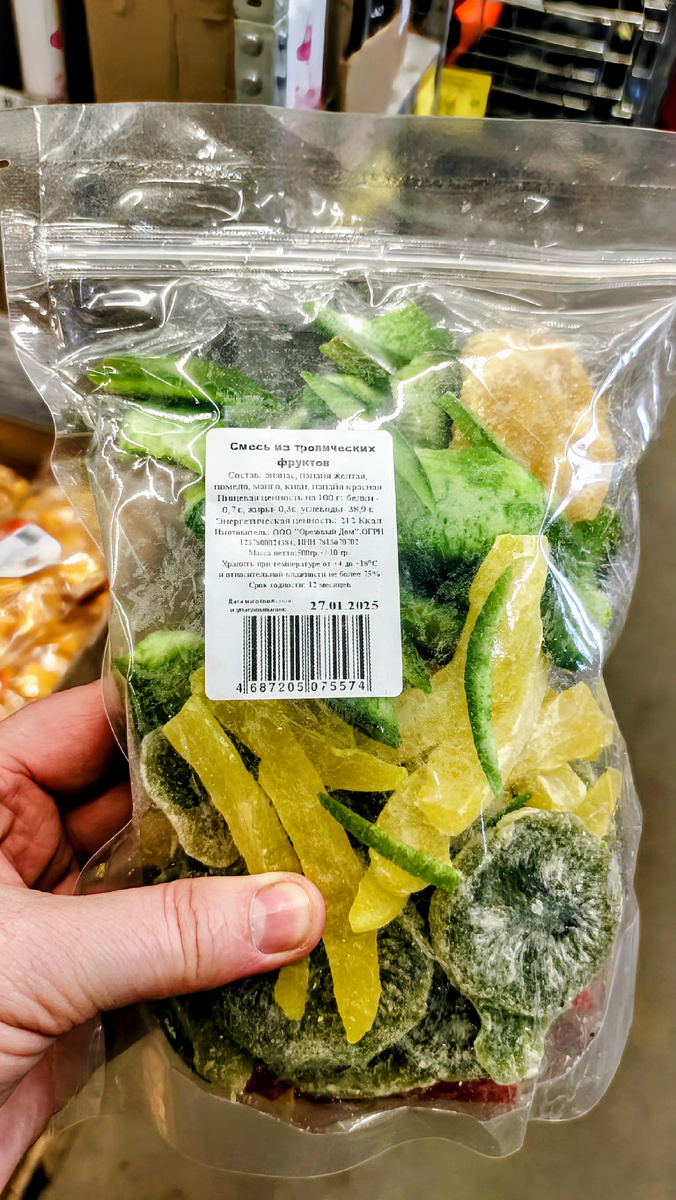 Смесь из тропических
фруктов
Состав: ананас, папайя желтая,
помело, манго, киви, папайя красная
Пищевая ценность на 100 г: белки -
0,7 г, жиры- 0,3г, углеводы- 38,9 г.
Энергетическая ценность: 212 Ккал
Изготовитель: ООО "Ореховый Дом".ОГРН
ИНН
Масса нетто:500гр.+/-10 гр.
Хранить при температуре от +4 до +18°С
и относительной влажности не более 75%
Срок годности: 12 месяцев
Дата изготовления
и упаковывания: 27.01.2025
4 687205 075574